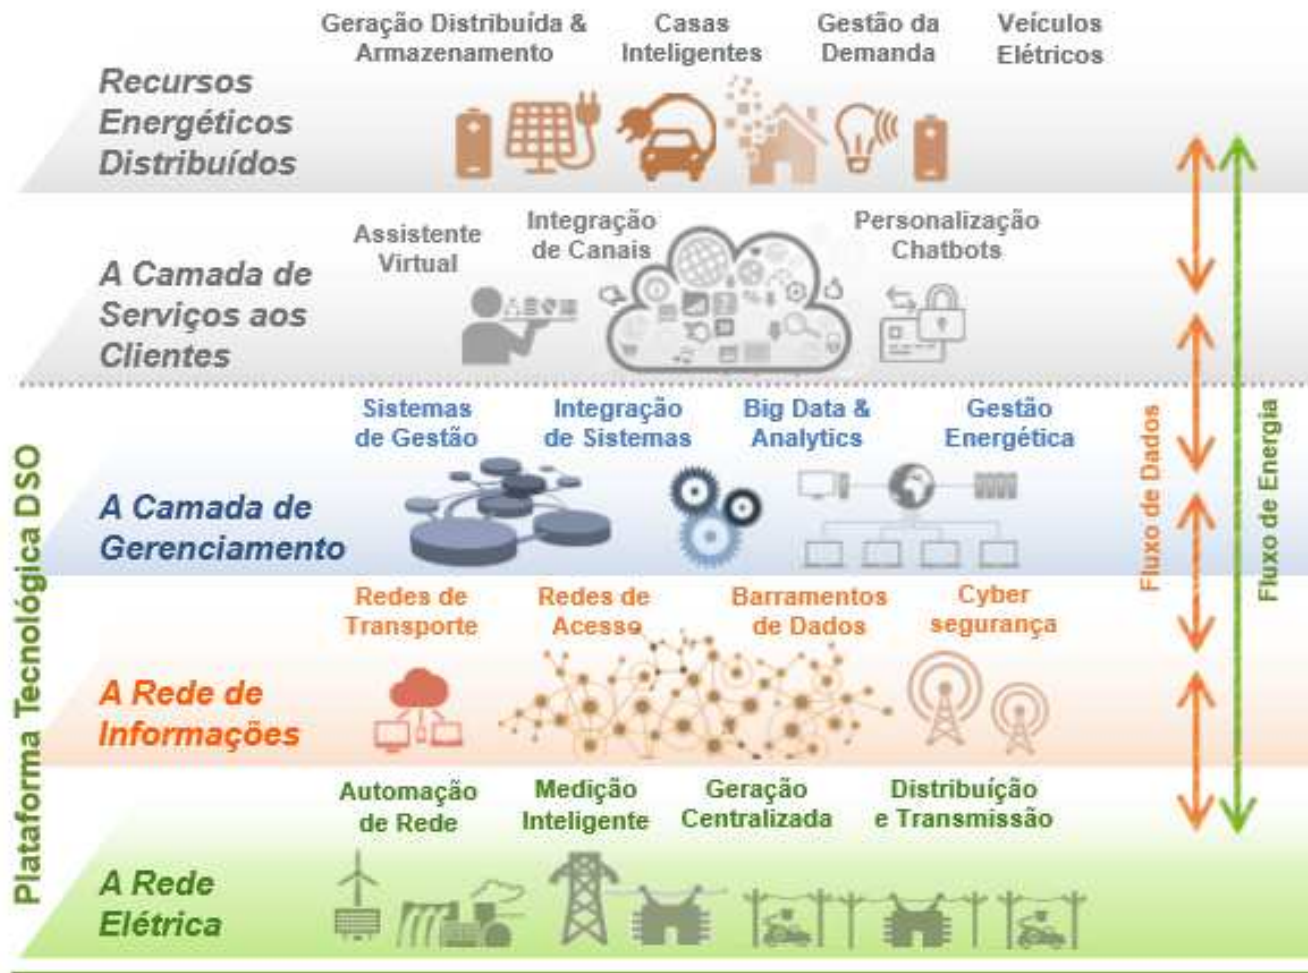 Geração Distribuída &
Armazenamento
Casas
Inteligentes
Gestão da
Demanda
Veículos
Elétricos
Recursos
Energéticos
Distribuídos
Assistente
Virtual
Integração
de Canais
Personalização
Chatbots
A Camada de
Serviços aos
Clientes
Sistemas
de Gestão
Integração
de Sistemas
Big Data &
Analytics
Gestão
Energética
A Camada de
Gerenciamento
Redes de
Transporte
Redes de
Acesso
Barramentos
de Dados
Cyber
segurança
A Rede de
Informações
Automação
de Rede
Medição
Inteligente
Geração
Centralizada
Distribuíção
e Transmissão
A Rede
Elétrica
Plataforma Tecnológica DSO
Fluxo de Dados
Fluxo de Energia